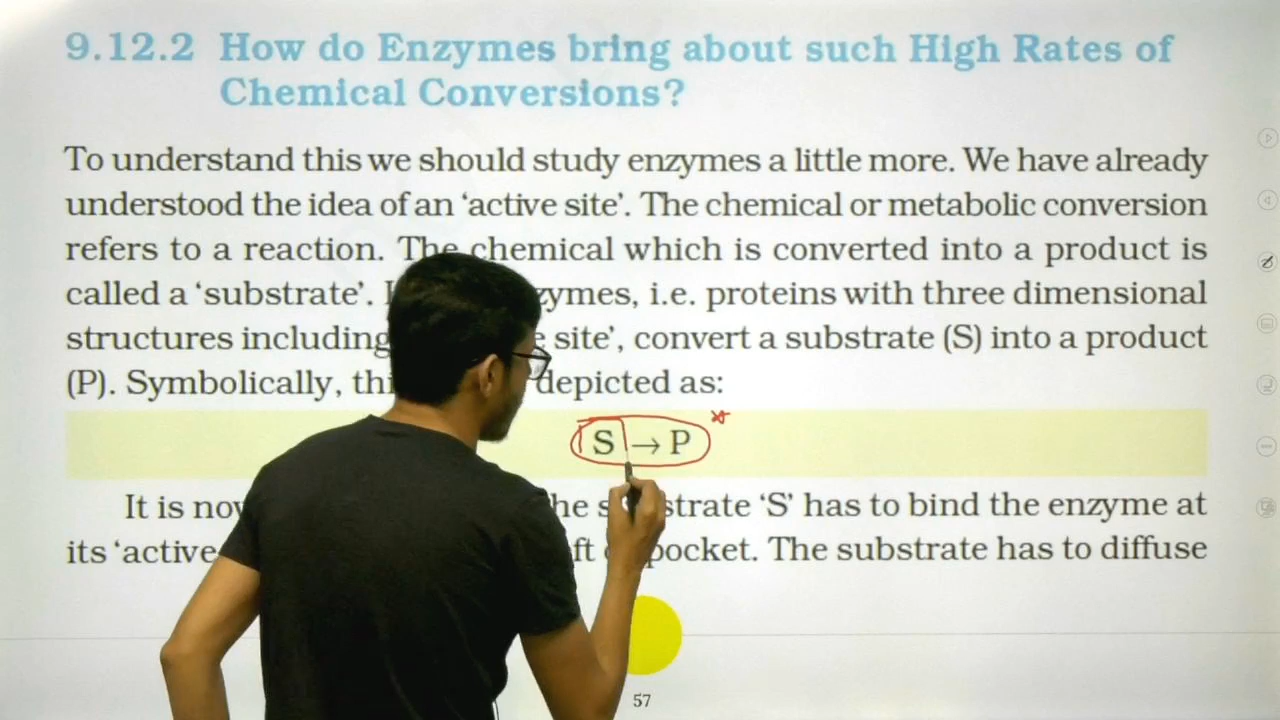 9.12.2 How do Enzymes bring about such High Rates of
Chemical Conversions?
To understand this we should study enzymes a little more. We have already
understood the idea of an ‘active site’. The chemical or metabolic conversion
refers to a reaction. The chemical which is converted into a product is
called a ‘substrate’. zymes, i.e. proteins with three dimensional
structures including site’, convert a substrate (S) into a product
(P). Symbolically, depicted as:
S → P
It is now he substrate ‘S’ has to bind the enzyme at
its ‘active pocket. The substrate has to diffuse
57